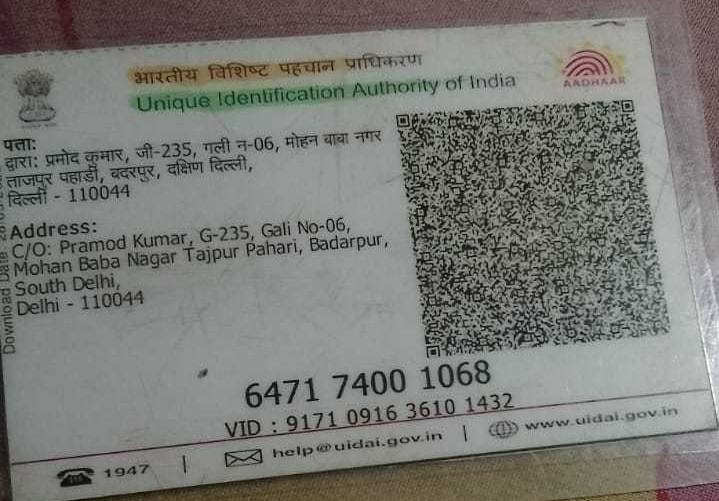 भारतीय विशिष्ट पहचान प्राधिकरण
Unique Identification Authority of India
AADHAAR
पता:
द्वारा: प्रमोद कुमार, जी-235, गली न-06, मोहन बाबा नगर
ताजपुर पहाड़ी, बदरपुर, दक्षिण दिल्ली,
दिल्ली - 110044
Address:
C/O: Pramod Kumar, G-235, Gali No-06,
Mohan Baba Nagar Tajpur Pahari, Badarpur,
South Delhi,
Delhi - 110044
Download Date:
6471 7400 1068
VID : 9171 0916 3610 1432
1947 | help@uidai.gov.in | www.uidai.gov.in